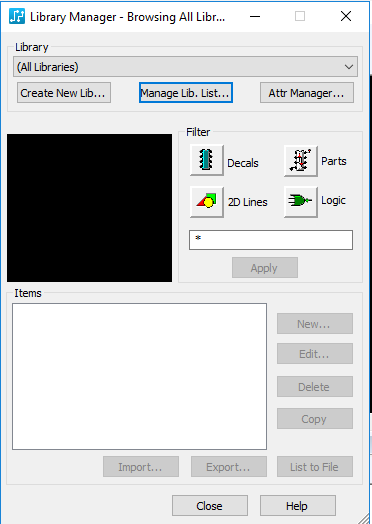 Library Manager - Browsing All Libr...
Library
(All Libraries)
Create New Lib... Manage Lib. List... Attr Manager...
Filter
Decals Parts
2D Lines Logic
*
Apply
Items
New...
Edit...
Delete
Copy
Import... Export... List to File
Close Help